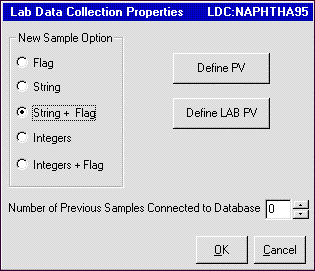 Lab Data Collection Properties LDC:NAPHTHA95
New Sample Option
Flag
String
String + Flag
Integers
Integers + Flag
Define PV
Define LAB PV
Number of Previous Samples Connected to Database 0
OK Cancel